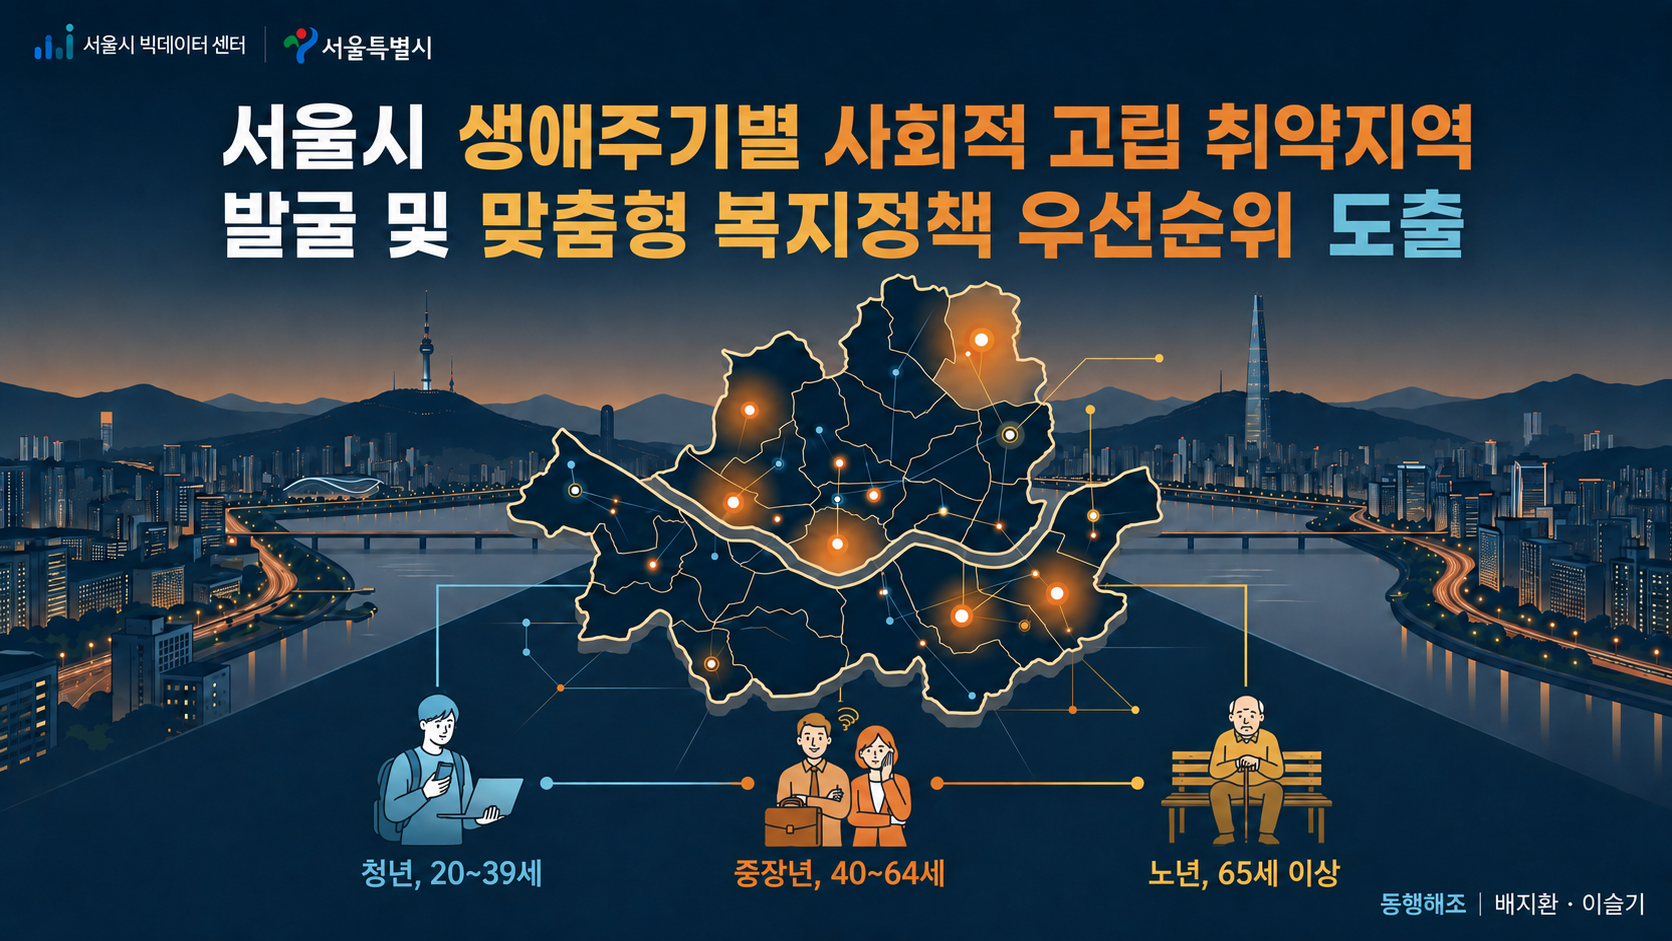 서울시 빅데이터 센터 | 서울특별시
서울시 생애주기별 사회적 고립 취약지역
발굴 및 맞춤형 복지정책 우선순위 도출
청년, 20~39세
중장년, 40~64세
노년, 65세 이상
동행해조 | 배지환 · 이슬기